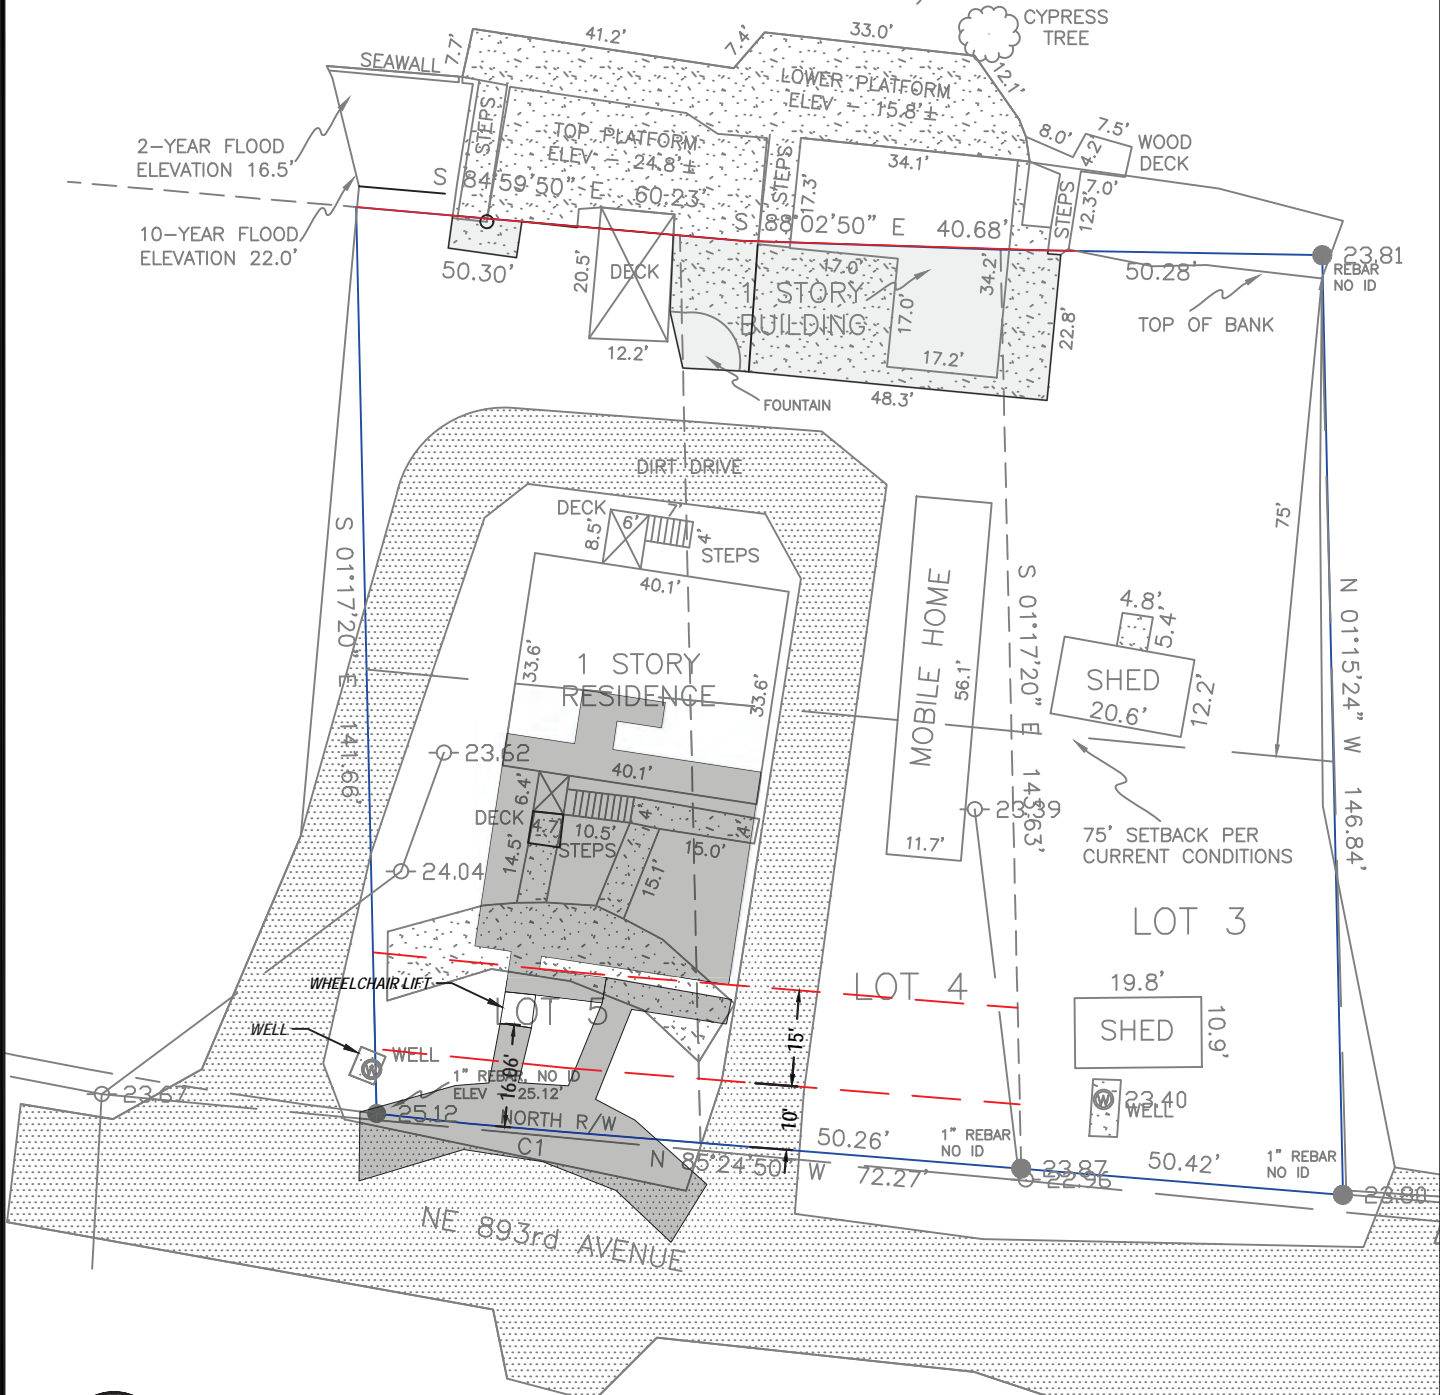 CYPRESS
TREE
41.2'
33.0'
7.4'
7.7'
SEAWALL
12.1'
LOWER PLATFORM
ELEV – 15.8'±
STEPS
2-YEAR FLOOD
ELEVATION 16.5'
TOP PLATFORM
ELEV – 24.8'±
8.0'
7.5'
4.2'
WOOD
DECK
STEPS
34.1'
17.3'
7.0'
STEPS
12.3'
S 84°59'50" E 60.23'
S 88°02'50" E 40.68'
10-YEAR FLOOD
ELEVATION 22.0'
50.30'
20.5'
DECK
12.2'
17.0'
1 STORY
BUILDING
17.0'
34.2'
17.2'
22.8'
48.3'
50.28'
23.81
REBAR
NO ID
TOP OF BANK
FOUNTAIN
DIRT DRIVE
DECK
8.5'
6'
7'
4'
STEPS
40.1'
75'
S 01°17'20" E 141.66'
33.6'
1 STORY
RESIDENCE
33.6'
MOBILE HOME
56.1'
11.7'
S 01°17'20" E 143.63'
4.8'
5.4'
SHED
20.6'
12.2'
N 01°15'24" W 146.84'
23.62
40.1'
6.4'
DECK
4.7'
10.5'
STEPS
4'
4'
15.0'
14.5'
15.1'
23.39
75' SETBACK PER
CURRENT CONDITIONS
24.04
LOT 3
WHEELCHAIR LIFT
LOT 5
LOT 4
19.8'
SHED
10.9'
15'
WELL
WELL
W
16.06'
1" REBAR, NO ID
ELEV 25.12'
23.67
25.12
NORTH R/W
C1
10'
W
23.40
WELL
N 85°24'50" W 72.27'
50.26'
1" REBAR
NO ID
23.87
22.96
50.42'
1" REBAR
NO ID
23.80
NE 893rd AVENUE